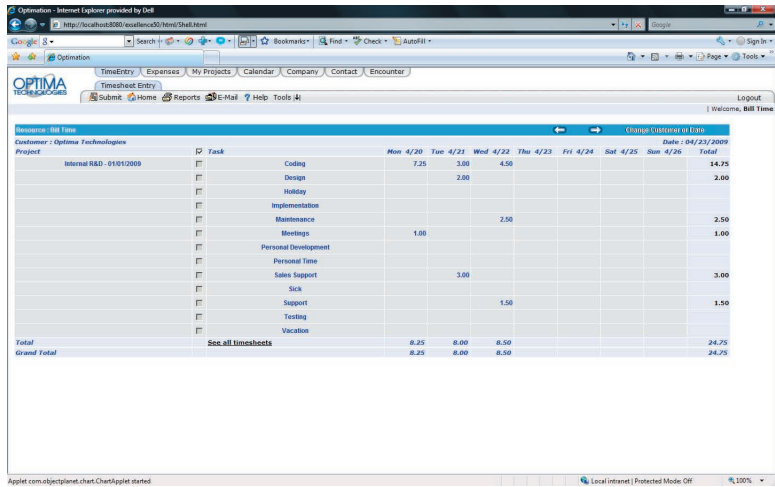 Optimation - Internet Explorer provided by Dell
http://localhost:8080/exsellence50/html/Shell.html
Google
Google Search Bookmarks Find Check AutoFill Sign In
Optimation Page Tools
TimeEntry Expenses My Projects Calendar Company Contact Encounter
OPTIMA TECHNOLOGIES
Timesheet Entry
Submit Home Reports E-Mail ? Help Tools Logout
| Welcome, Bill Time
Resource : Bill Time Change Customer or Date
Customer : Optima Technologies Date : 04/23/2009
Project Task Mon 4/20 Tue 4/21 Wed 4/22 Thu 4/23 Fri 4/24 Sat 4/25 Sun 4/26 Total
Internal R&D - 01/01/2009 Coding 7.25 3.00 4.50 14.75
Design 2.00 2.00
Holiday
Implementation
Maintenance 2.50 2.50
Meetings 1.00 1.00
Personal Development
Personal Time
Sales Support 3.00 3.00
Sick
Support 1.50 1.50
Testing
Vacation
Total See all timesheets 8.25 8.00 8.50 24.75
Grand Total 8.25 8.00 8.50 24.75
Applet com.objectplanet.chart.ChartApplet started Local intranet | Protected Mode: Off 100%